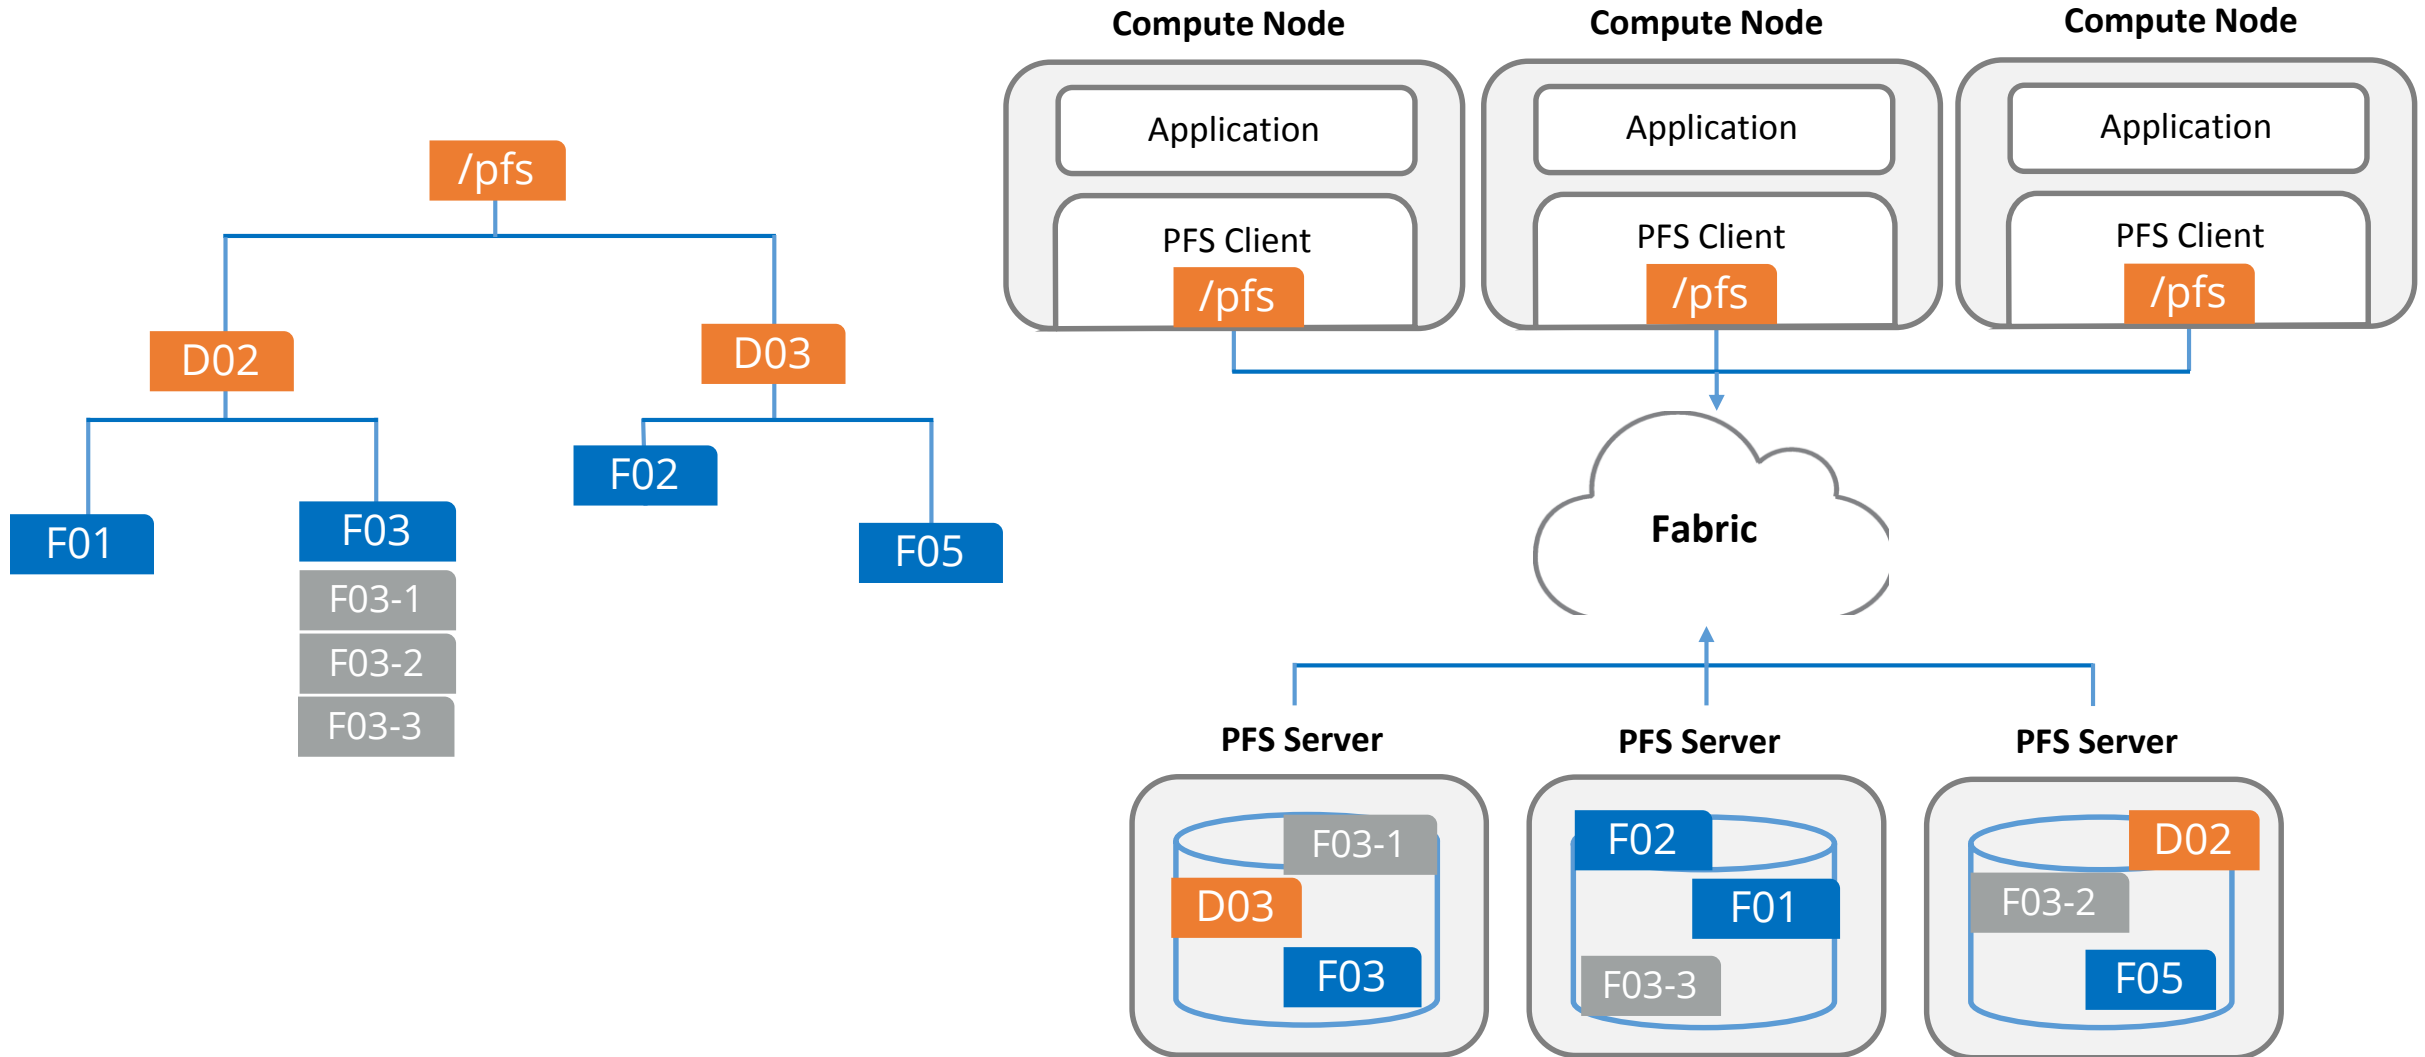 /pfs
D02
D03
F01
F03
F03-1
F03-2
F03-3
F02
F05
Compute Node
Application
PFS Client
/pfs
Compute Node
Application
PFS Client
/pfs
Compute Node
Application
PFS Client
/pfs
Fabric
PFS Server
F03-1
D03
F03
PFS Server
F02
F01
F03-3
PFS Server
D02
F03-2
F05